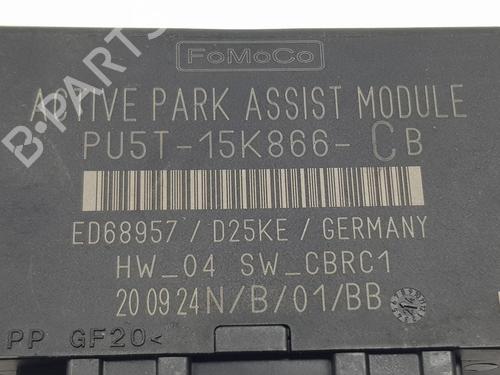 FoMoCo
ACTIVE PARK ASSIST MODULE
PU5T-15K866-CB
ED68957 / D25KE / GERMANY
HW_04 SW_CBRC1
200924N/B/01/BB
PP GF20<
B-PARTS